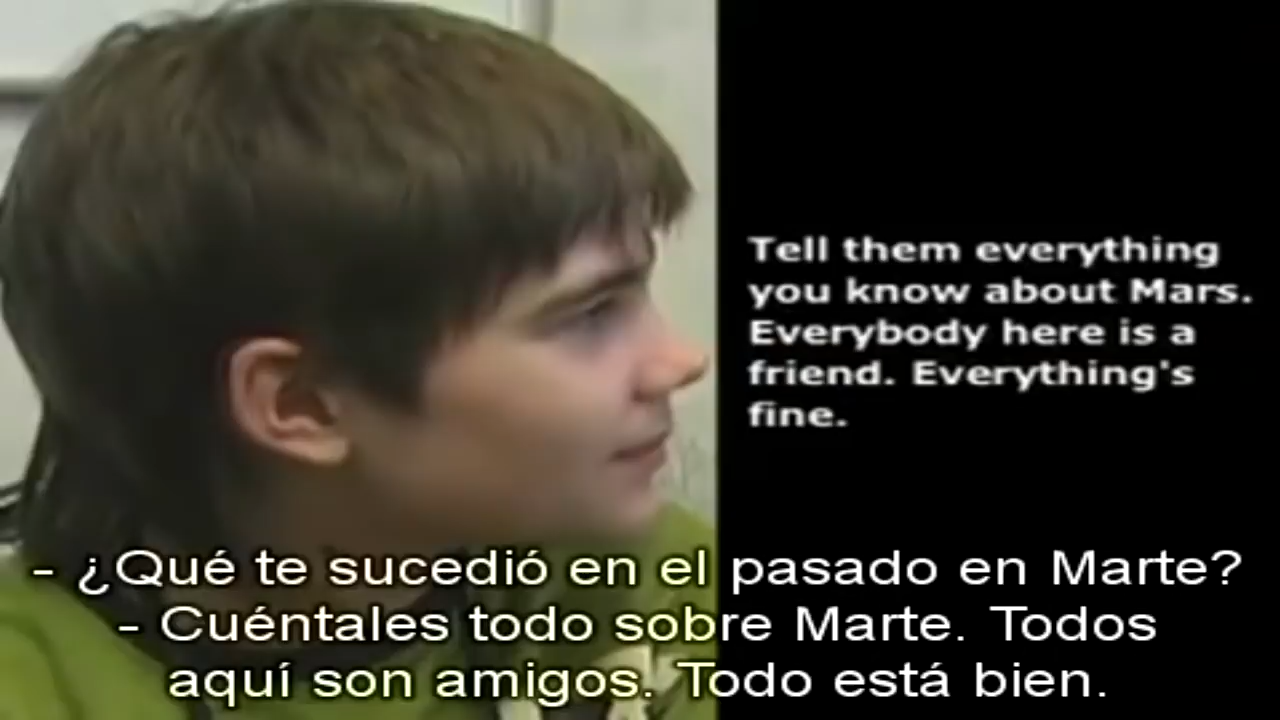 Tell them everything
you know about Mars.
Everybody here is a
friend. Everything's
fine.
- ¿Qué te sucedió en el pasado en Marte?
- Cuéntales todo sobre Marte. Todos
aquí son amigos. Todo está bien.